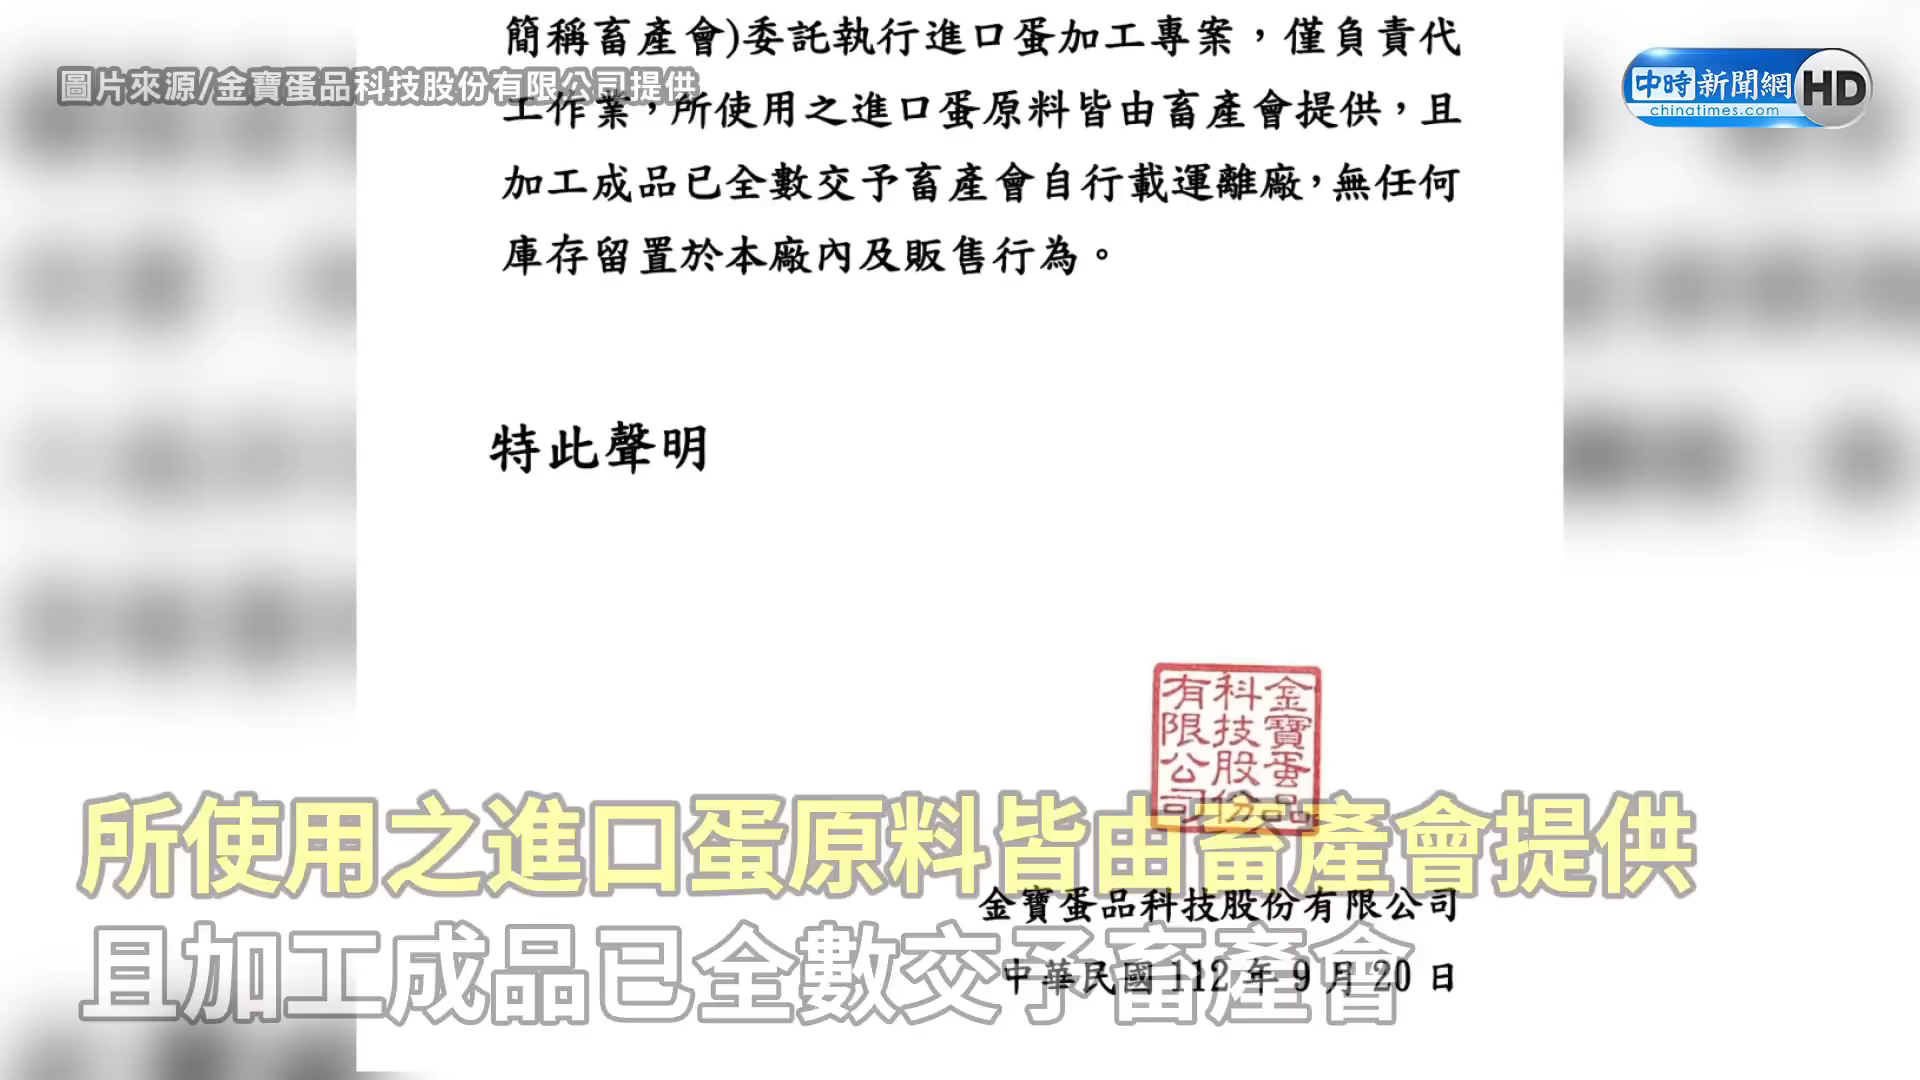 簡稱畜產會)委託執行進口蛋加工專案，僅負責代
圖片來源/金寶蛋品科技股份有限公司提供
中時新聞網 HD
chinatimes.com
工作業，所使用之進口蛋原料皆由畜產會提供，且
加工成品已全數交予畜產會自行載運離廠，無任何
庫存留置於本廠內及販售行為。
特此聲明
金寶蛋品
科技股份
有限公司
所使用之進口蛋原料皆由畜產會提供
金寶蛋品科技股份有限公司
且加工成品已全數交予畜產會
中華民國 112 年 9 月 20 日